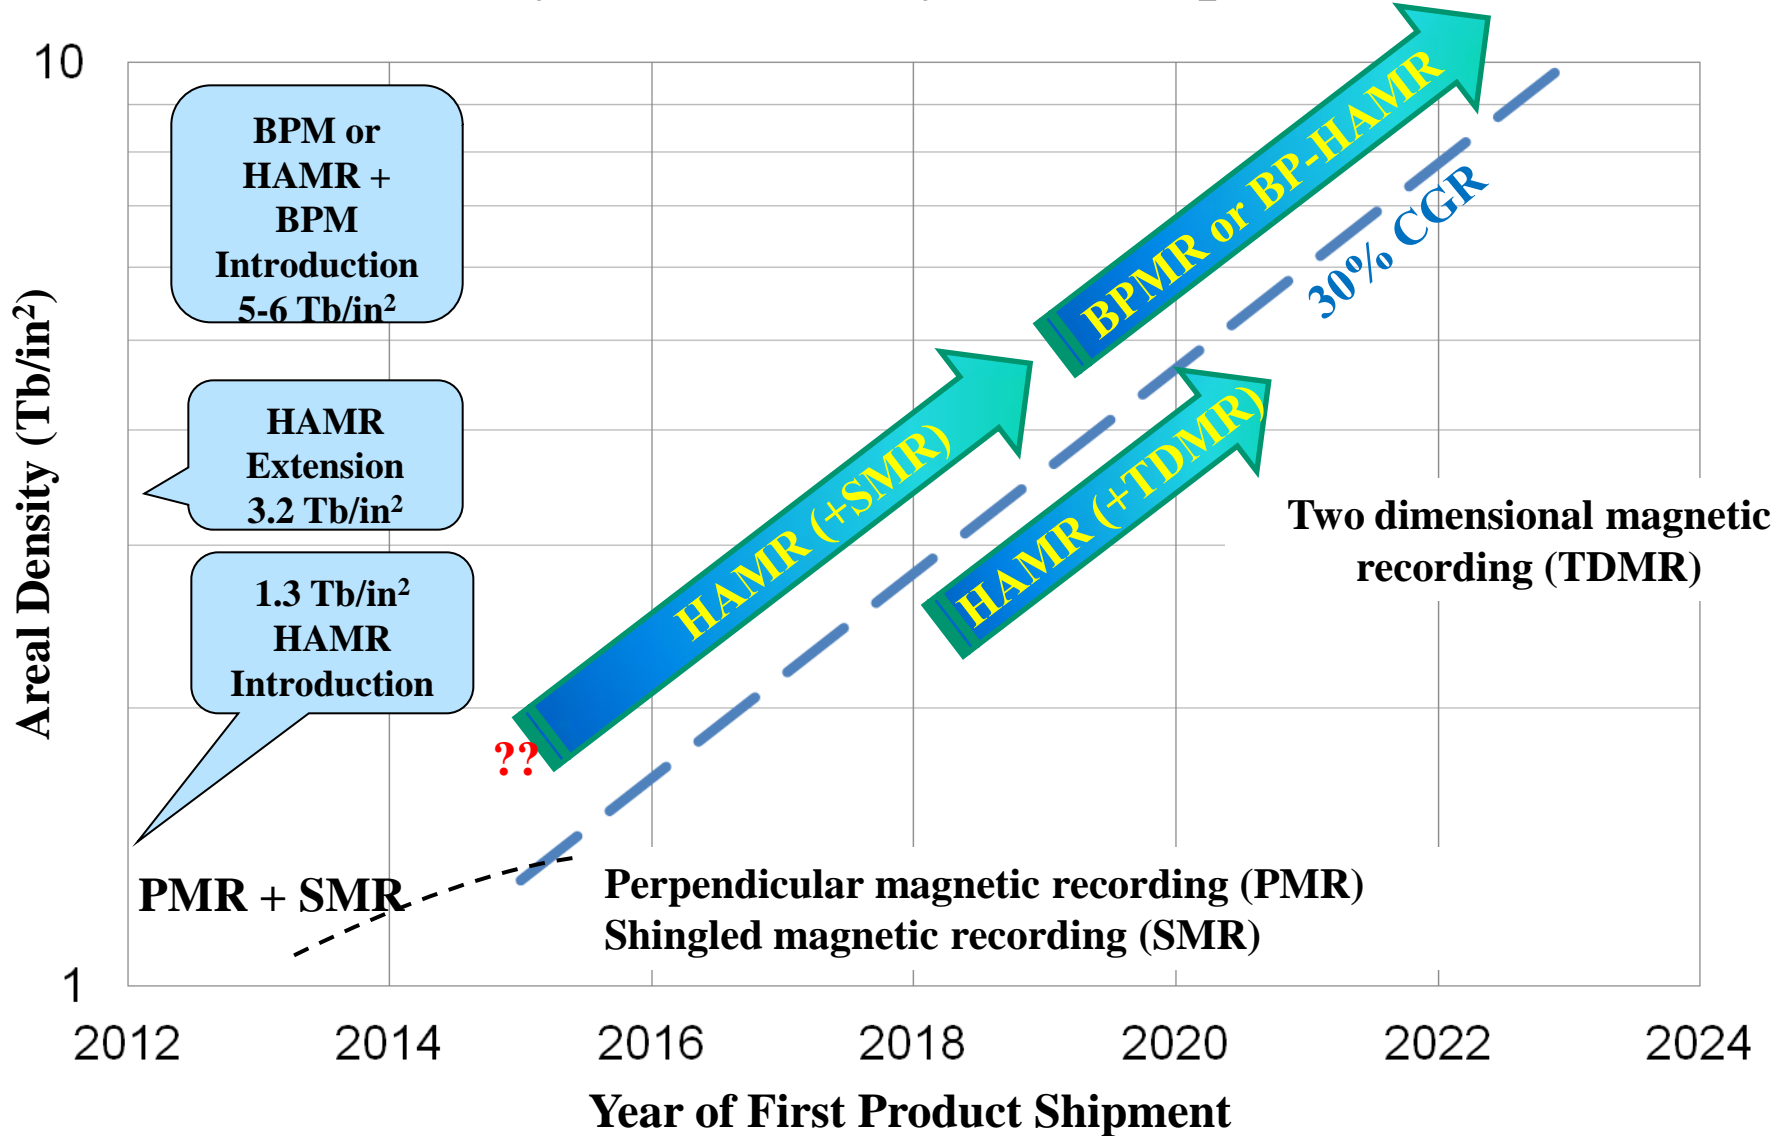 10
BPM or
HAMR +
BPM
Introduction
5-6 Tb/in²
BPMR or BP-HAMR
30% CGR
HAMR
Extension
3.2 Tb/in²
HAMR (+SMR)
HAMR (+TDMR)
Two dimensional magnetic
recording (TDMR)
1.3 Tb/in²
HAMR
Introduction
??
Areal Density (Tb/in²)
PMR + SMR
Perpendicular magnetic recording (PMR)
Shingled magnetic recording (SMR)
1
2012 2014 2016 2018 2020 2022 2024
Year of First Product Shipment